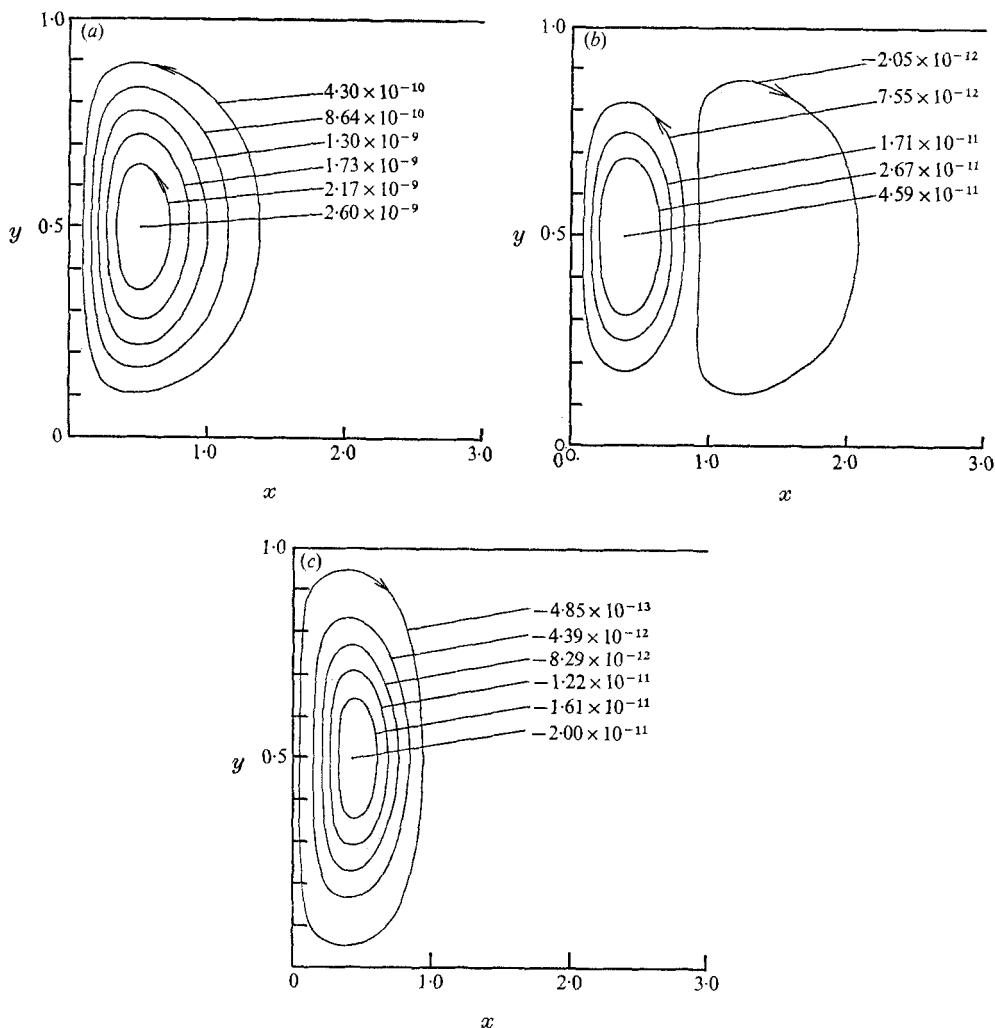 (a)
1·0
4·30 × 10⁻¹⁰
8·64 × 10⁻¹⁰
1·30 × 10⁻⁹
1·73 × 10⁻⁹
2·17 × 10⁻⁹
2·60 × 10⁻⁹
y 0·5
0
1·0 2·0 3·0
x
(b)
1·0
−2·05 × 10⁻¹²
7·55 × 10⁻¹²
1·71 × 10⁻¹¹
2·67 × 10⁻¹¹
4·59 × 10⁻¹¹
y 0·5
0
0 1·0 2·0 3·0
x
(c)
1·0
−4·85 × 10⁻¹³
−4·39 × 10⁻¹²
−8·29 × 10⁻¹²
−1·22 × 10⁻¹¹
−1·61 × 10⁻¹¹
−2·00 × 10⁻¹¹
y 0·5
0 1·0 2·0 3·0
x